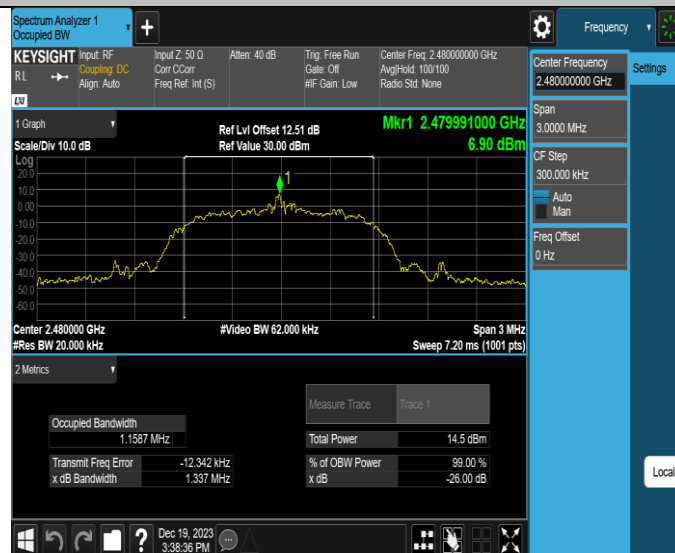 Spectrum Analyzer 1
Occupied BW
+
Frequency
KEYSIGHT
Input: RF
Coupling: DC
Align: Auto
Input Z: 50 Ω
Corr CCorr
Freq Ref: Int (S)
Atten: 40 dB
Trig: Free Run
Gate: Off
#IF Gain: Low
Center Freq: 2.480000000 GHz
Avg|Hold: 100/100
Radio Std: None
R L
LXI
Center Frequency
2.480000000 GHz
Settings
Span
3.0000 MHz
CF Step
300.000 kHz
Auto
Man
Freq Offset
0 Hz
1 Graph
Ref Lvl Offset 12.51 dB
Mkr1 2.479991000 GHz
Scale/Div 10.0 dB
Ref Value 30.00 dBm
6.90 dBm
Log
20.0
10.0
0.00
-10.0
-20.0
-30.0
-40.0
-50.0
-60.0
1
Center 2.480000 GHz
#Video BW 62.000 kHz
Span 3 MHz
#Res BW 20.000 kHz
Sweep 7.20 ms (1001 pts)
2 Metrics
Measure Trace
Trace 1
Occupied Bandwidth
1.1587 MHz
Total Power
14.5 dBm
Transmit Freq Error
-12.342 kHz
% of OBW Power
99.00 %
x dB Bandwidth
1.337 MHz
x dB
-26.00 dB
Local
?
Dec 19, 2023
3:38:36 PM